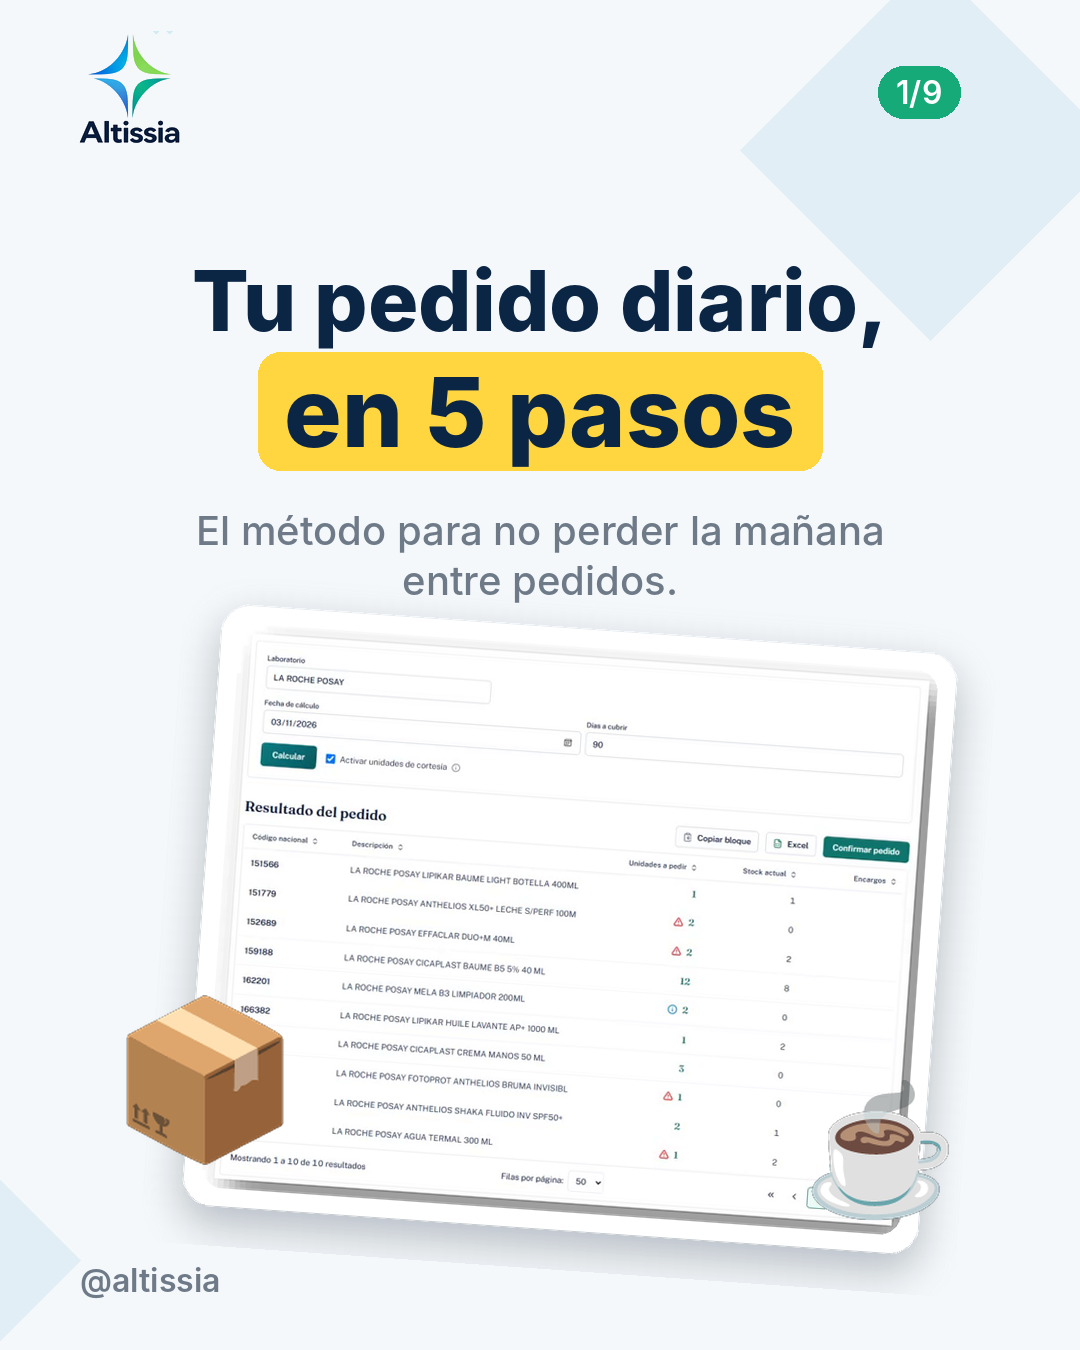 Altissia
1/9
Tu pedido diario,
en 5 pasos
El método para no perder la mañana
entre pedidos.
Laboratorio
LA ROCHE POSAY
Fecha de cálculo
03/11/2026
Días a cubrir
90
Calcular
Activar unidades de cortesía
Resultado del pedido
Copiar bloque
Excel
Confirmar pedido
Código nacional Descripción Unidades a pedir Stock actual Encargos
151566 LA ROCHE POSAY LIPIKAR BAUME LIGHT BOTELLA 400ML 1 1
151779 LA ROCHE POSAY ANTHELIOS XL50+ LECHE S/PERF 100M 2 0
152689 LA ROCHE POSAY EFFACLAR DUO+M 40ML 2 2
159188 LA ROCHE POSAY CICAPLAST BAUME B5 5% 40 ML 12 8
162201 LA ROCHE POSAY MELA B3 LIMPIADOR 200ML 2 0
166382 LA ROCHE POSAY LIPIKAR HUILE LAVANTE AP+ 1000 ML 1 2
LA ROCHE POSAY CICAPLAST CREMA MANOS 50 ML 3 0
LA ROCHE POSAY FOTOPROT ANTHELIOS BRUMA INVISIBL 1 0
LA ROCHE POSAY ANTHELIOS SHAKA FLUIDO INV SPF50+ 2 1
LA ROCHE POSAY AGUA TERMAL 300 ML 1 2
Mostrando 1 a 10 de 10 resultados
Filas por página: 50
« ‹
@altissia